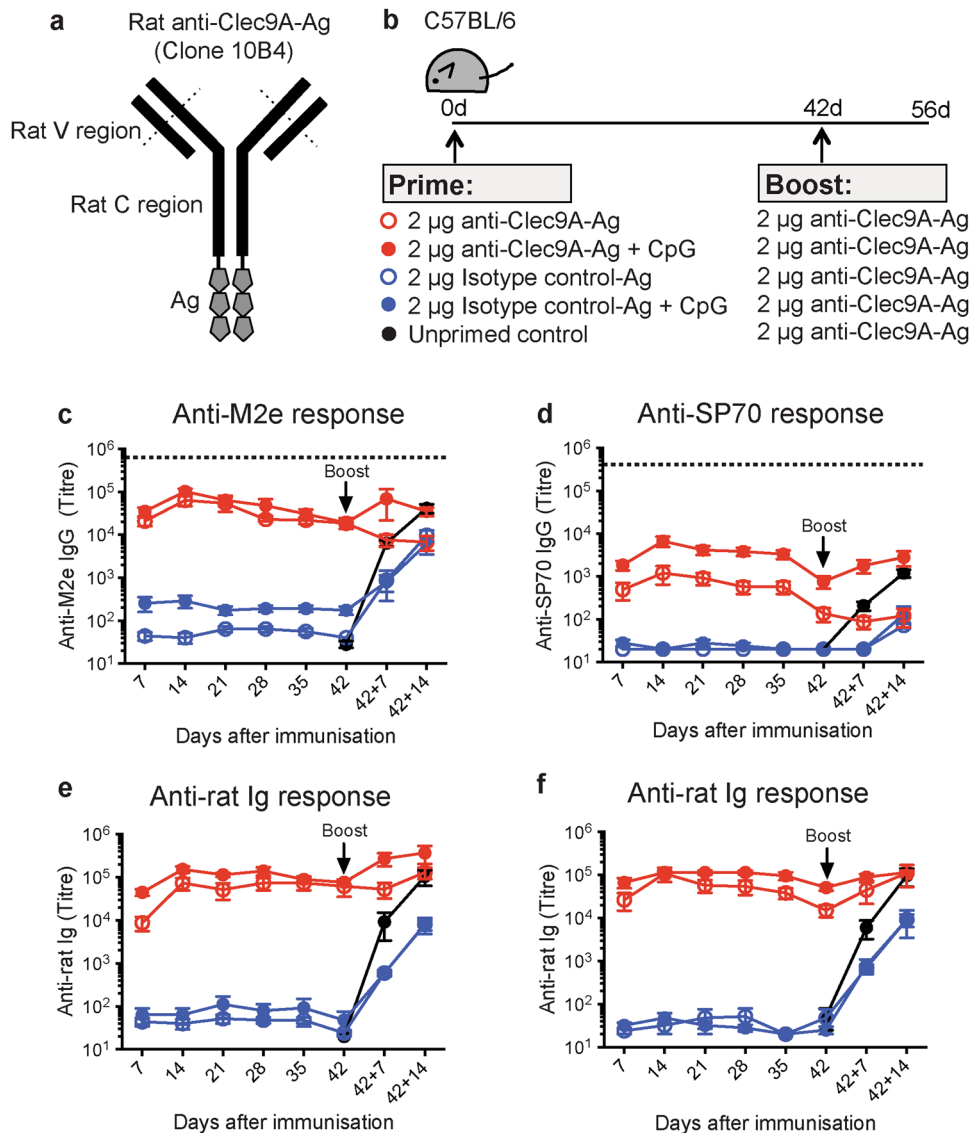 a
Rat anti-Clec9A-Ag
(Clone 10B4)
Rat V region
Rat C region
Ag
b
C57BL/6
0d
42d
56d
Prime:
Boost:
2 µg anti-Clec9A-Ag
2 µg anti-Clec9A-Ag
2 µg anti-Clec9A-Ag + CpG
2 µg anti-Clec9A-Ag
2 µg Isotype control-Ag
2 µg anti-Clec9A-Ag
2 µg Isotype control-Ag + CpG
2 µg anti-Clec9A-Ag
Unprimed control
2 µg anti-Clec9A-Ag
c
Anti-M2e response
Anti-M2e IgG (Titre)
10⁶
10⁵
10⁴
10³
10²
10¹
Boost
7
14
21
28
35
42
42+7
42+14
Days after immunisation
d
Anti-SP70 response
Anti-SP70 IgG (Titre)
10⁶
10⁵
10⁴
10³
10²
10¹
Boost
7
14
21
28
35
42
42+7
42+14
Days after immunisation
e
Anti-rat Ig response
Anti-rat Ig (Titre)
10⁶
10⁵
10⁴
10³
10²
10¹
Boost
7
14
21
28
35
42
42+7
42+14
Days after immunisation
f
Anti-rat Ig response
Anti-rat Ig (Titre)
10⁶
10⁵
10⁴
10³
10²
10¹
Boost
7
14
21
28
35
42
42+7
42+14
Days after immunisation